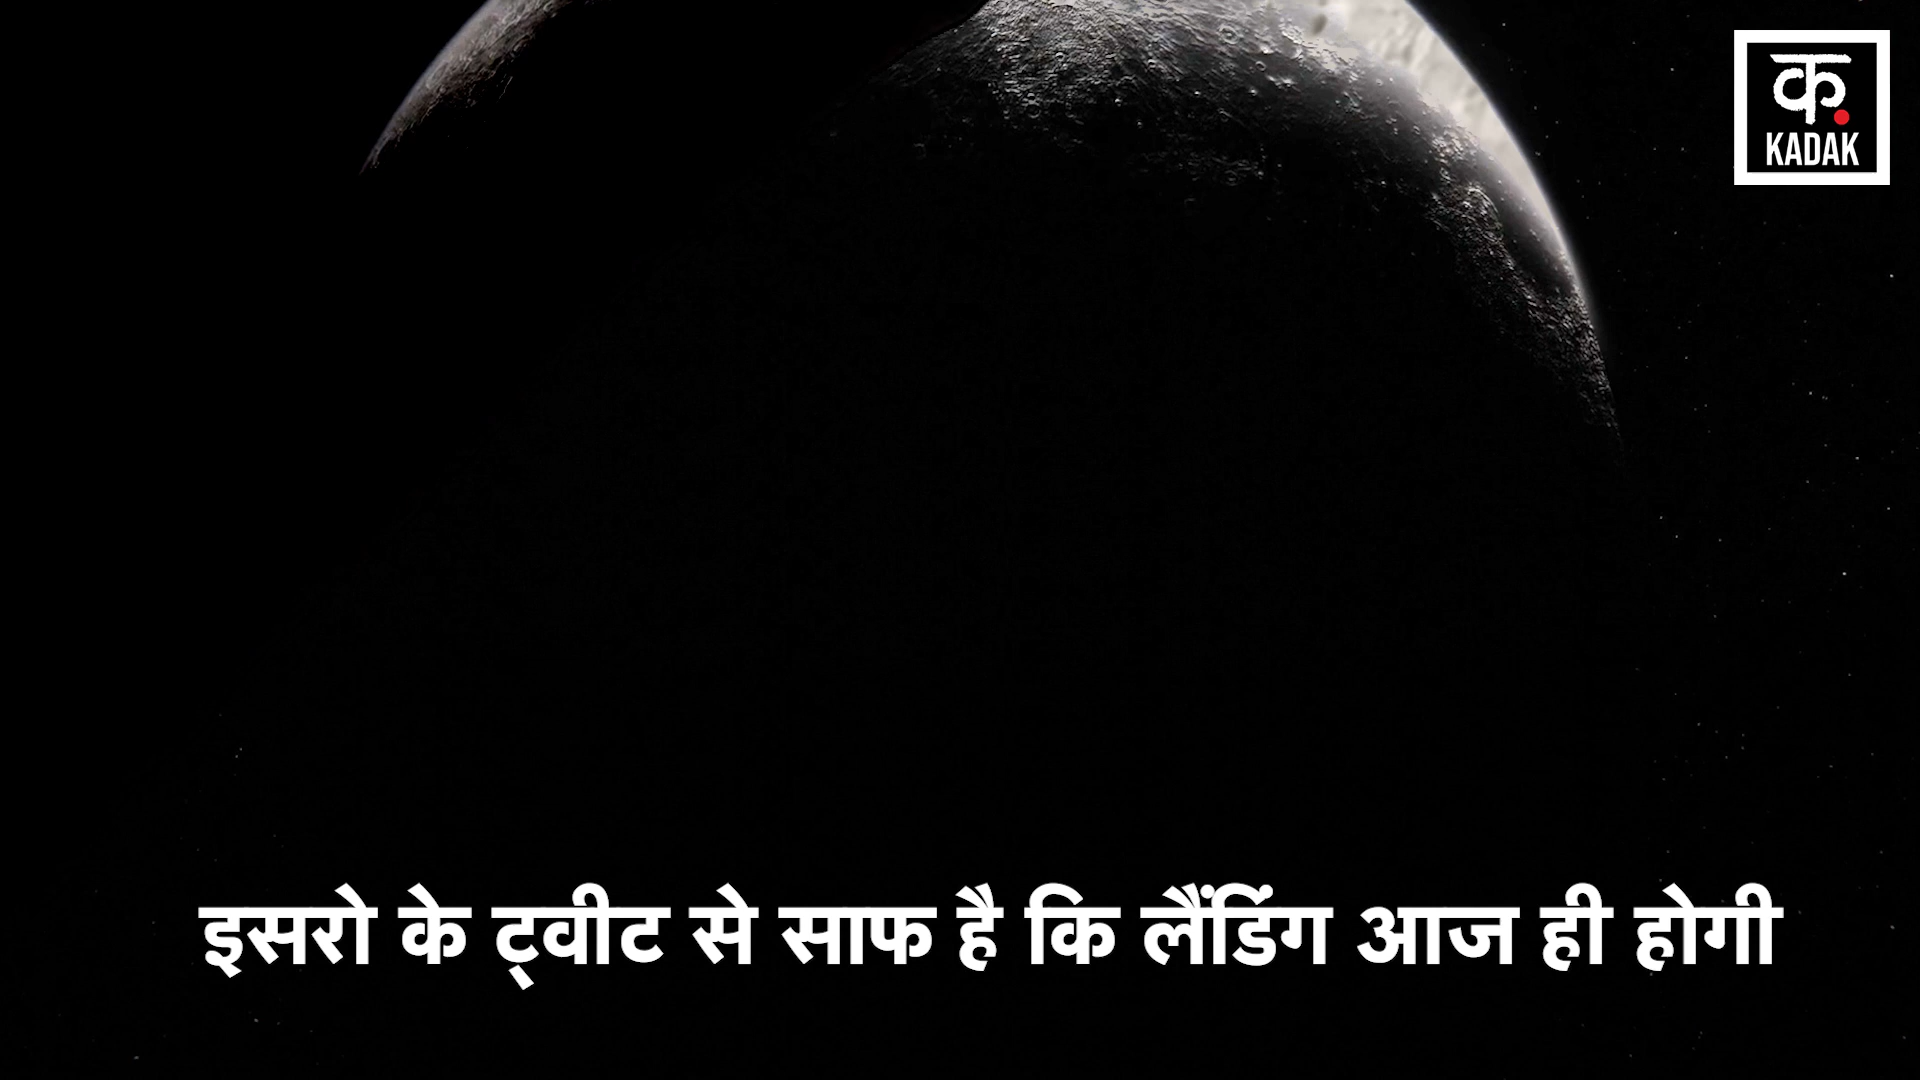 क.
KADAK
इसरो के ट्वीट से साफ है कि लैंडिंग आज ही होगी